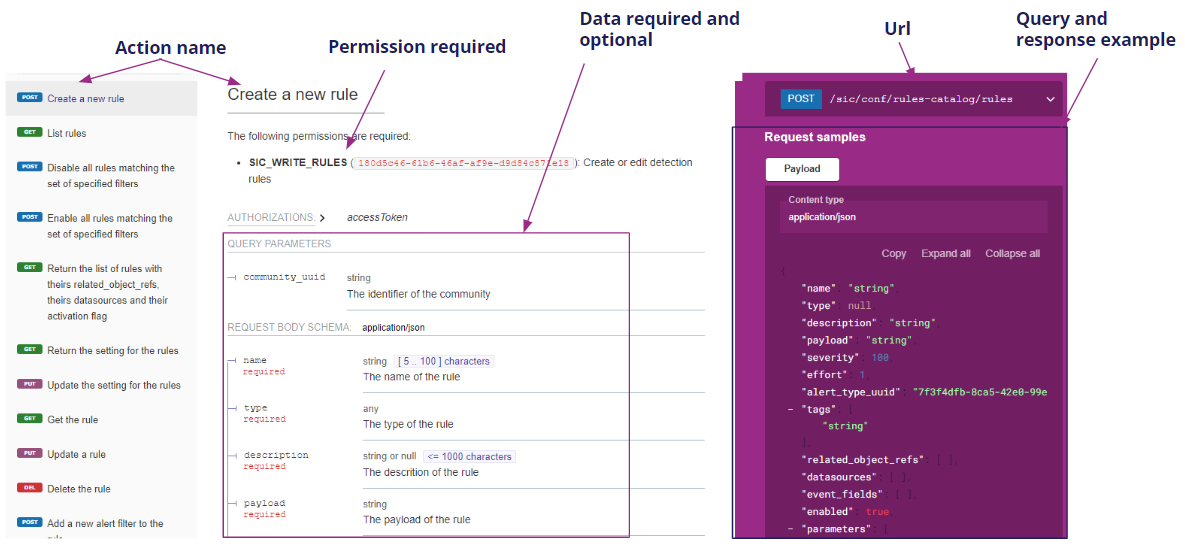 Action name
Permission required
Data required and
optional
Url
Query and
response example
POST Create a new rule
GET List rules
POST Disable all rules matching the
set of specified filters
POST Enable all rules matching the
set of specified filters
GET Return the list of rules with
theirs related_object_refs,
theirs datasources and their
activation flag
GET Return the setting for the rules
PUT Update the setting for the rules
GET Get the rule
PUT Update a rule
DEL Delete the rule
POST Add a new alert filter to the
rule
Create a new rule
The following permissions are required:
• SIC_WRITE_RULES (180d5c46-61b6-46af-af9e-d9d84c871e18): Create or edit detection
rules
AUTHORIZATIONS: > accessToken
QUERY PARAMETERS
community_uuid string
The identifier of the community
REQUEST BODY SCHEMA: application/json
name string [ 5 .. 100 ] characters
required The name of the rule
type any
required The type of the rule
description string or null <= 1000 characters
required The descrition of the rule
payload string
required The payload of the rule
POST /sic/conf/rules-catalog/rules
Request samples
Payload
Content type
application/json
Copy Expand all Collapse all
{
"name": "string",
"type": null,
"description": "string",
"payload": "string",
"severity": 100,
"effort": 1,
"alert_type_uuid": "7f3f4dfb-8ca5-42e0-99e
− "tags": [
"string"
],
"related_object_refs": [ ],
"datasources": [ ],
"event_fields": [ ],
"enabled": true,
− "parameters": [